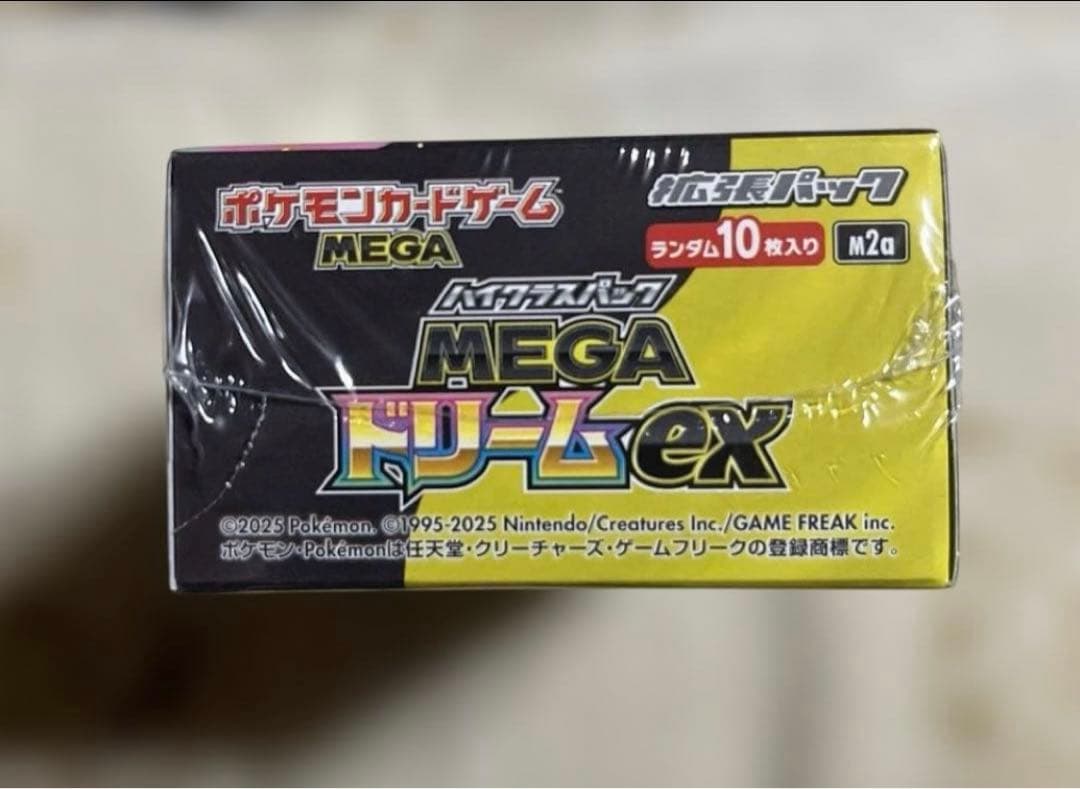 ポケモンカードゲーム
MEGA
拡張パック
ランダム10枚入り M2a
ハイクラスパック
MEGA
ドリームex
©2025 Pokémon. ©1995-2025 Nintendo/Creatures Inc./GAME FREAK inc.
ポケモン・Pokémonは任天堂・クリーチャーズ・ゲームフリークの登録商標です。